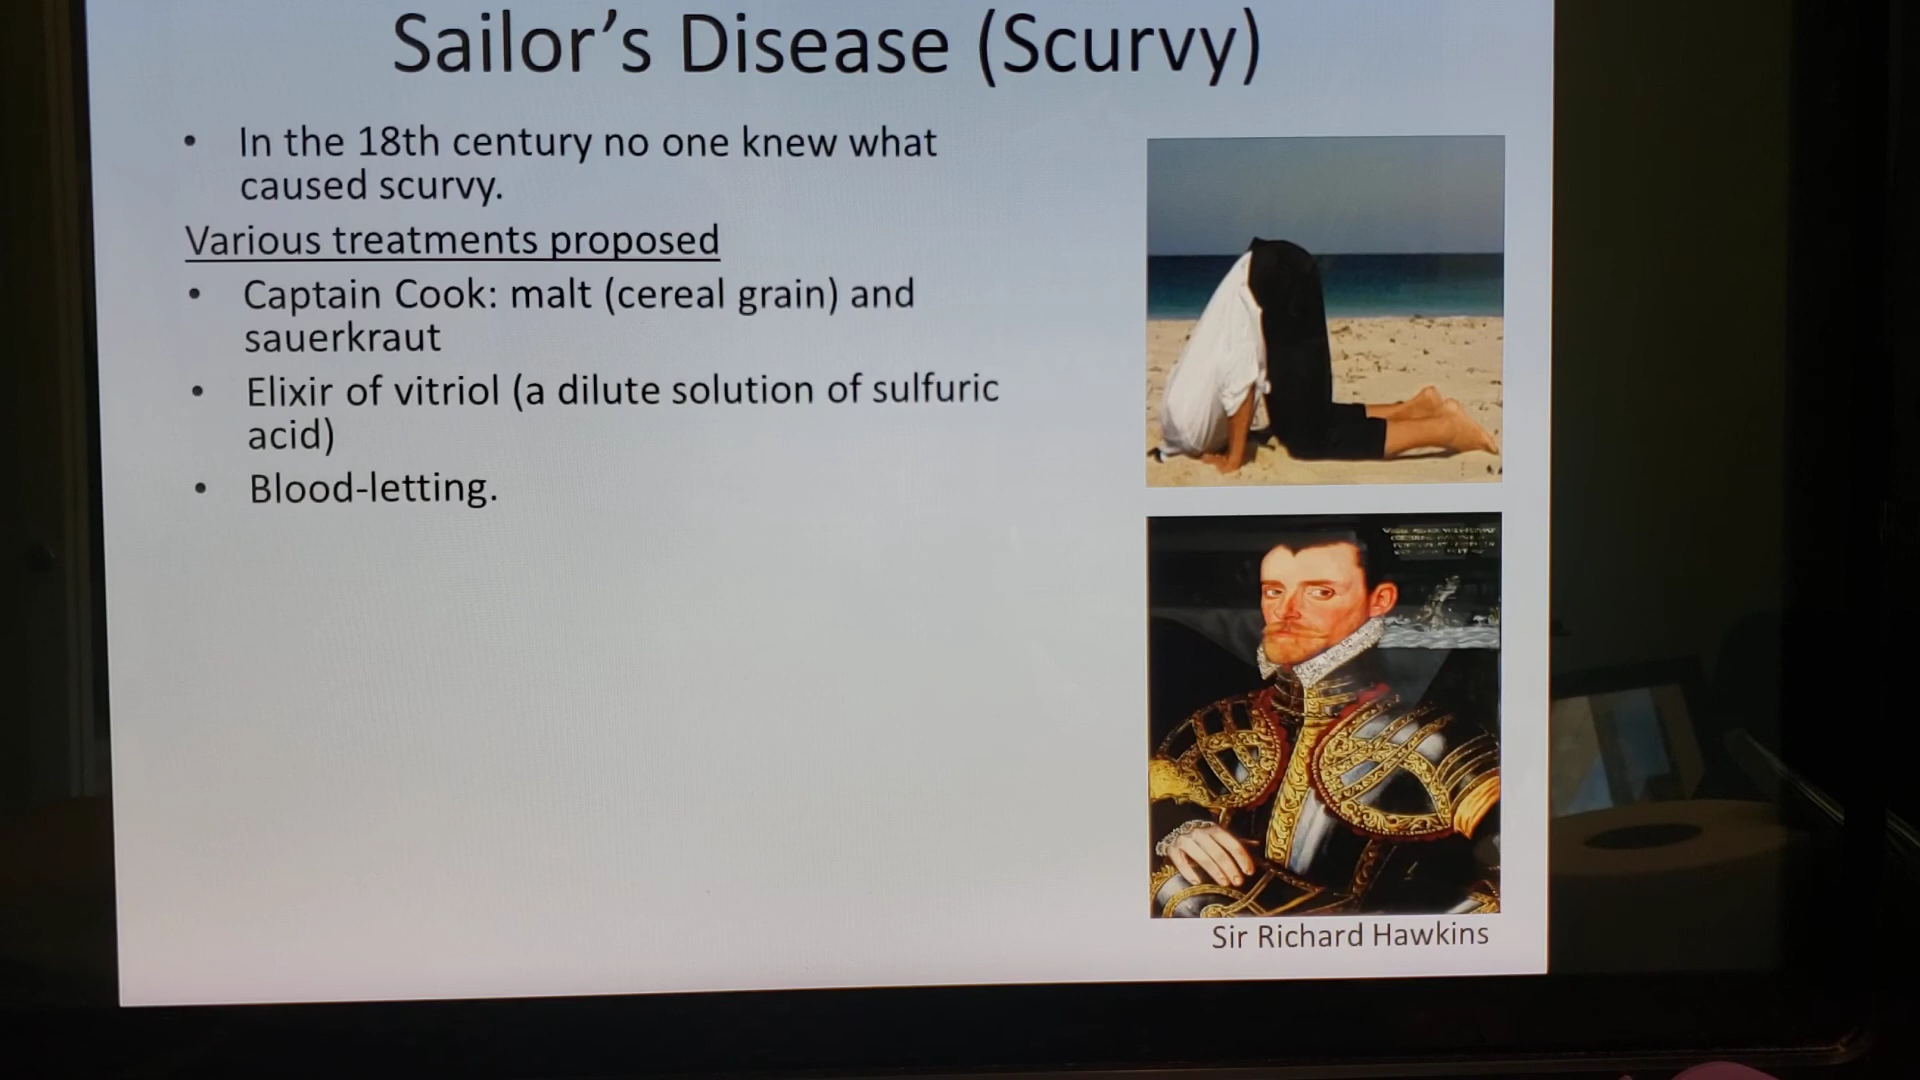 Sailor’s Disease (Scurvy)
• In the 18th century no one knew what
caused scurvy.
Various treatments proposed
• Captain Cook: malt (cereal grain) and
sauerkraut
• Elixir of vitriol (a dilute solution of sulfuric
acid)
• Blood-letting.
Sir Richard Hawkins